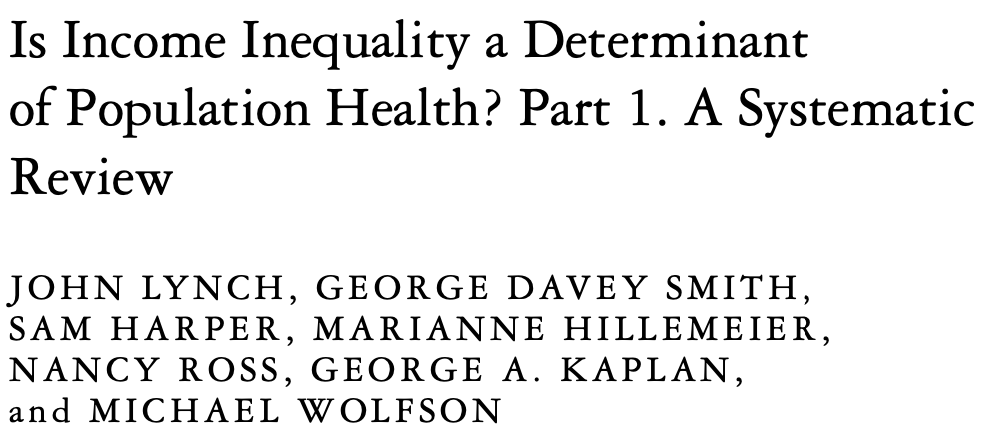 Is Income Inequality a Determinant
of Population Health? Part 1. A Systematic
Review
JOHN LYNCH, GEORGE DAVEY SMITH,
SAM HARPER, MARIANNE HILLEMEIER,
NANCY ROSS, GEORGE A. KAPLAN,
and MICHAEL WOLFSON